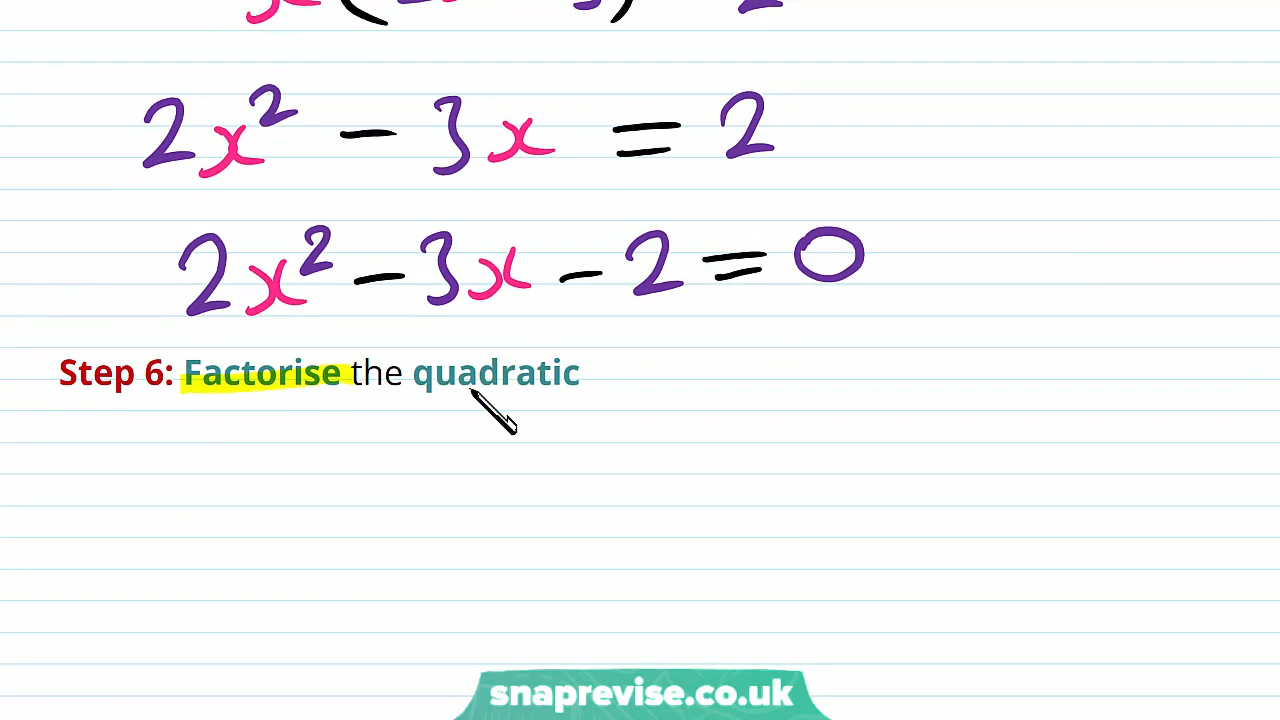 2x² - 3x = 2
2x² - 3x - 2 = 0
Step 6: Factorise the quadratic
snaprevise.co.uk